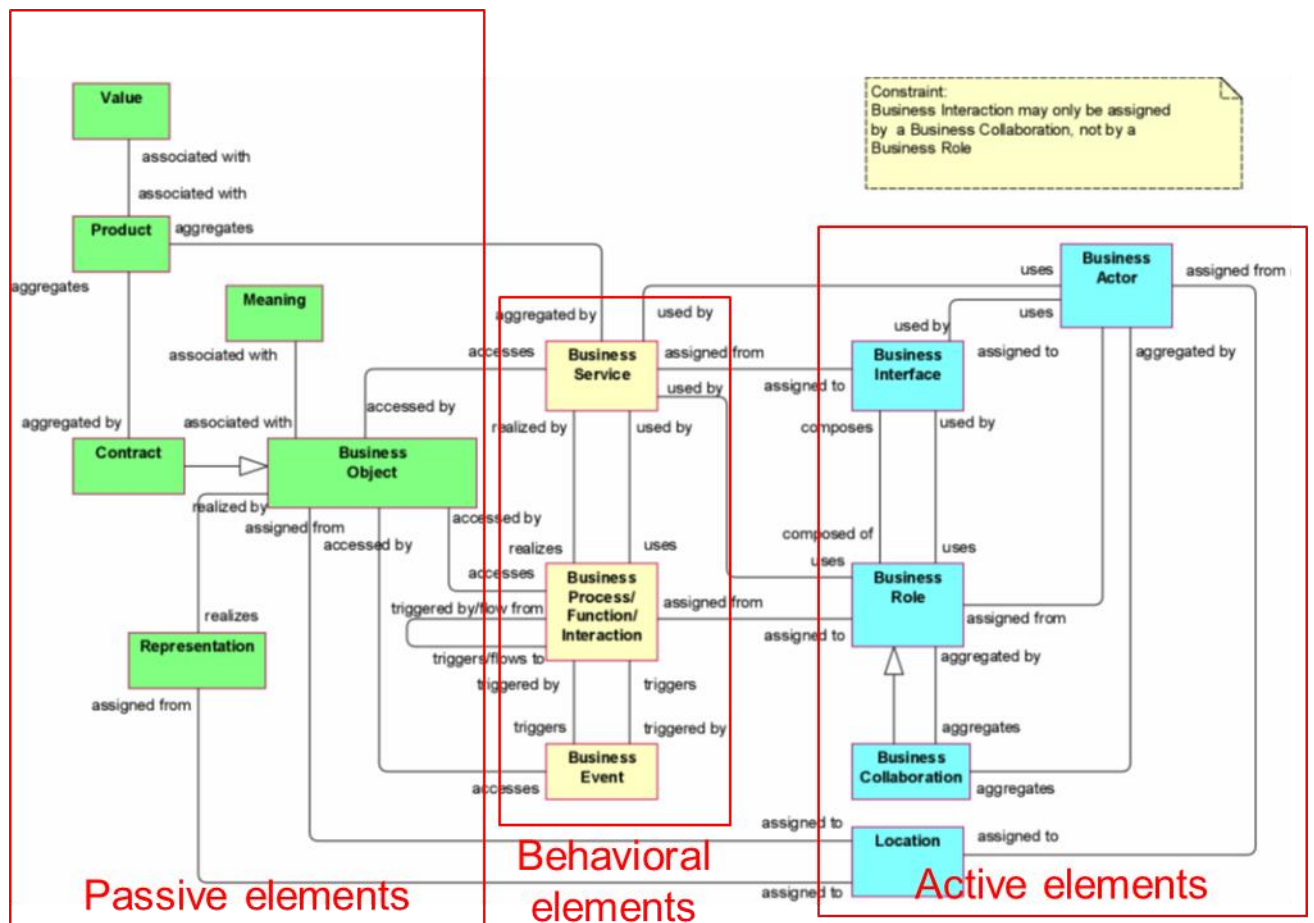 Value
associated with
associated with
Product
aggregates
aggregates
Meaning
associated with
aggregated by
associated with
Contract
Business
Object
accessed by
accesses
realized by
assigned from
accessed by
accessed by
accesses
realizes
Representation
assigned from
aggregated by
used by
Business
Service
assigned from
used by
realized by
used by
realizes
uses
Business
Process/
Function/
Interaction
assigned from
triggered by/flow from
triggers/flows to
triggered by
triggers
triggers
triggered by
Business
Event
accesses
Constraint:
Business Interaction may only be assigned
by a Business Collaboration, not by a
Business Role
uses
Business
Actor
assigned from
used by
uses
assigned to
aggregated by
Business
Interface
assigned to
composes
used by
composed of
uses
uses
Business
Role
assigned to
assigned from
aggregated by
aggregates
Business
Collaboration
aggregates
assigned to
Location
assigned to
assigned to
Passive elements
Behavioral
elements
Active elements